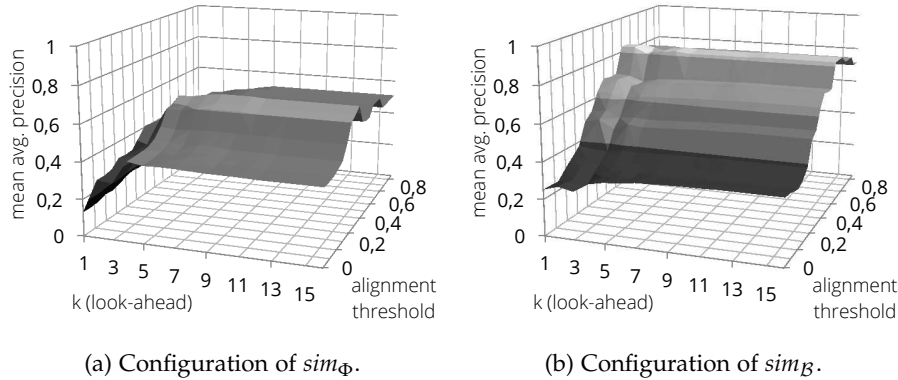 mean avg. precision
1
0,8
0,6
0,4
0,2
0
1 3 5 7 9 11 13 15
k (look-ahead)
0,8
0,6
0,4
0,2
0
alignment
threshold
(a) Configuration of simΦ.
mean avg. precision
1
0,8
0,6
0,4
0,2
0
1 3 5 7 9 11 13 15
k (look-ahead)
0,8
0,6
0,4
0,2
0
alignment
threshold
(b) Configuration of simℬ.